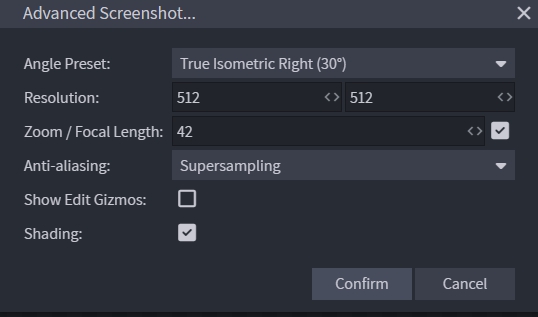 Advanced Screenshot...
Angle Preset: True Isometric Right (30°)
Resolution: 512 512
Zoom / Focal Length: 42
Anti-aliasing: Supersampling
Show Edit Gizmos:
Shading:
Confirm Cancel